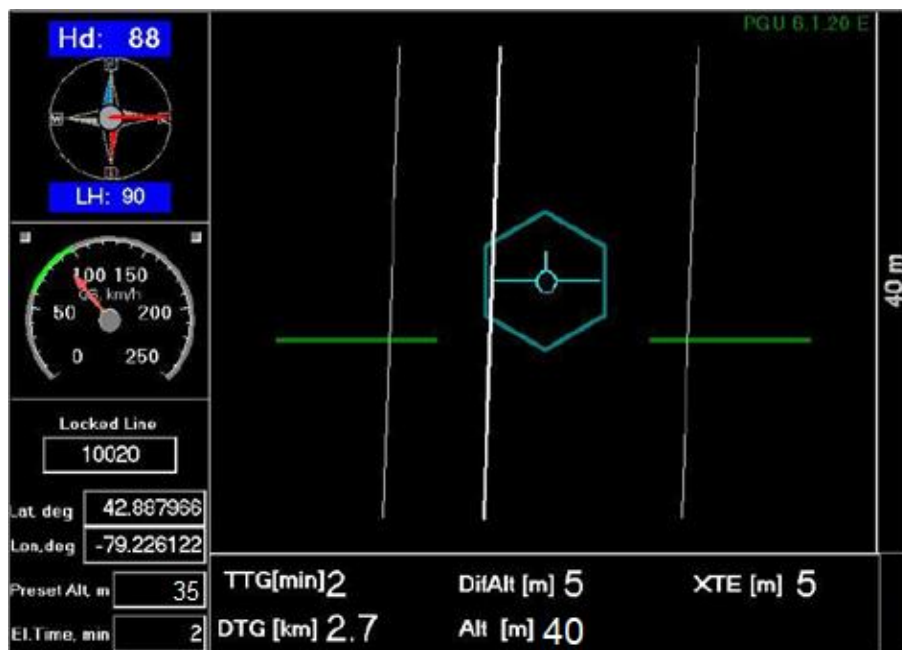 Hd: 88
N
W
LH: 90
100 150
GS, km/h
50 200
0 250
Locked Line
10020
Lat. deg 42.887966
Lon,deg -79.226122
Preset Alt, m 35
El.Time, min 2
PGU 6.1.20 E
40 m
TTG[min] 2
DifAlt [m] 5
XTE [m] 5
DTG [km] 2.7
Alt [m] 40